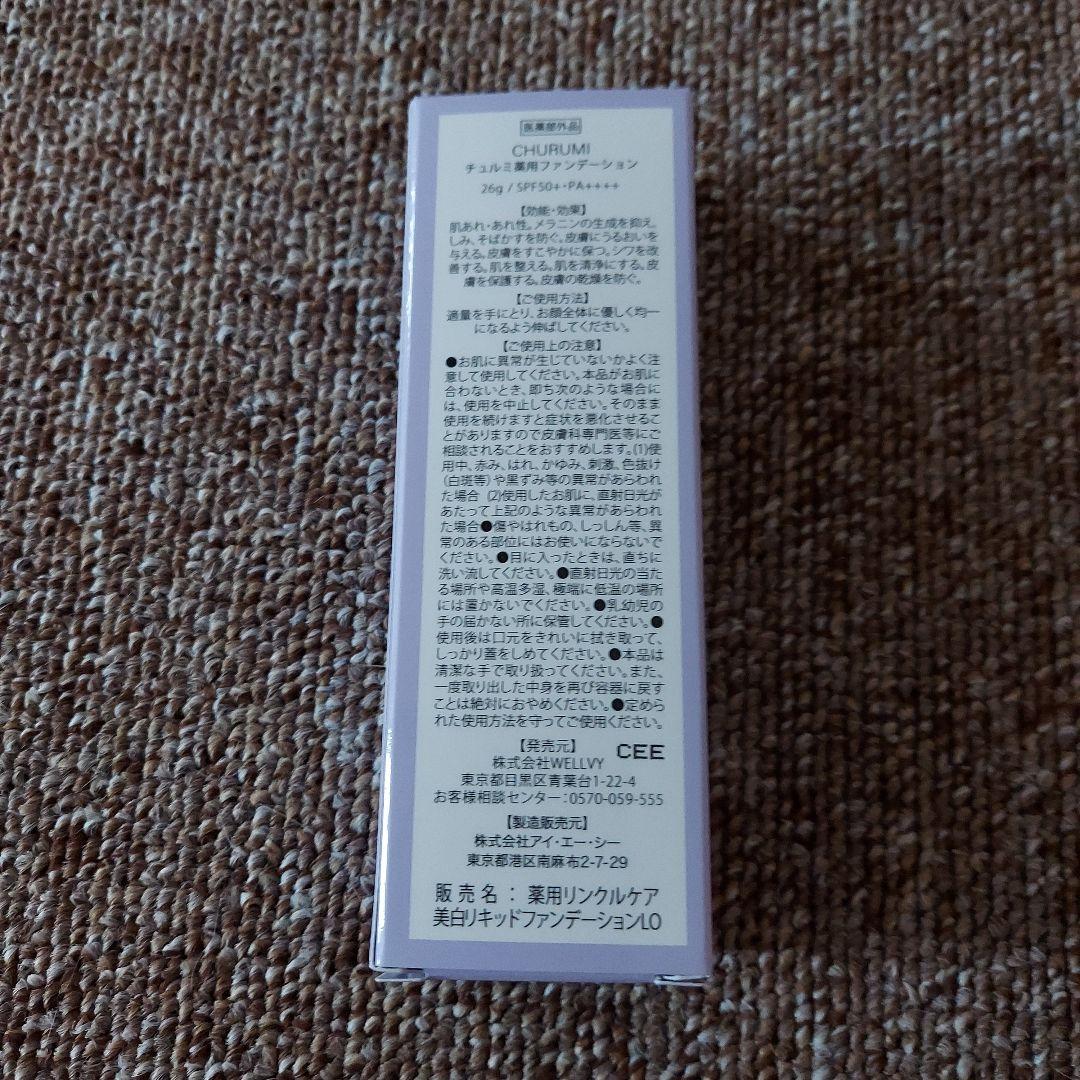 医薬部外品
CHURUMI
チュルミ薬用ファンデーション
26g / SPF50+・PA++++
【効能・効果】
肌あれ・あれ性。メラニンの生成を抑え、
しみ、そばかすを防ぐ。皮膚にうるおいを
与える。皮膚をすこやかに保つ。シワを改
善する。肌を整える。肌を清浄にする。皮
膚を保護する。皮膚の乾燥を防ぐ。
【ご使用方法】
適量を手にとり、お顔全体に優しく均一
になるよう伸ばしてください。
【ご使用上の注意】
●お肌に異常が生じていないかよく注
意して使用してください。本品がお肌に
合わないとき、即ち次のような場合に
は、使用を中止してください。そのまま
使用を続けますと症状を悪化させるこ
とがありますので皮膚科専門医等にご
相談されることをおすすめします。(1)使
用中、赤み、はれ、かゆみ、刺激、色抜け
（白斑等）や黒ずみ等の異常があらわれ
た場合 (2)使用したお肌に、直射日光が
あたって上記のような異常があらわれ
た場合●傷やはれもの、しっしん等、異
常のある部位にはお使いにならないで
ください。●目に入ったときは、直ちに
洗い流してください。●直射日光の当た
る場所や高温多湿、極端に低温の場所
には置かないでください。●乳幼児の
手の届かない所に保管してください。●
使用後は口元をきれいに拭き取って、
しっかり蓋をしめてください。●本品は
清潔な手で取り扱ってください。また、
一度取り出した中身を再び容器に戻す
ことは絶対におやめください。●定めら
れた使用方法を守ってご使用ください。
【発売元】 CEE
株式会社WELLVY
東京都目黒区青葉台1-22-4
お客様相談センター：0570-059-555
【製造販売元】
株式会社アイ・エー・シー
東京都港区南麻布2-7-29
販売名：薬用リンクルケア
美白リキッドファンデーションLO